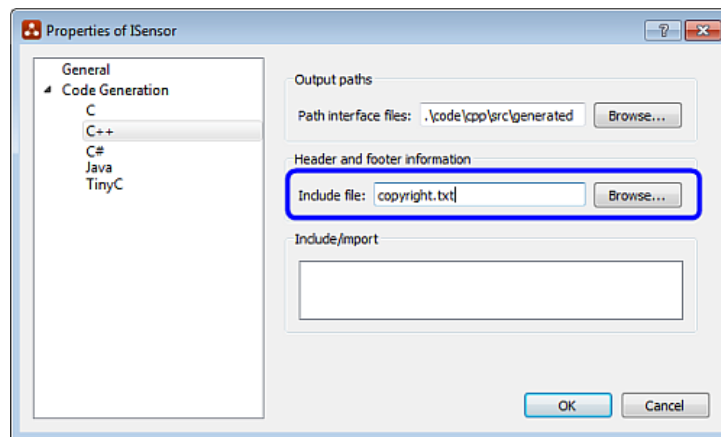 Properties of ISensor
General
Code Generation
C
C++
C#
Java
TinyC
Output paths
Path interface files: .\code\cpp\src\generated Browse...
Header and footer information
Include file: copyright.txt Browse...
Include/import
OK Cancel